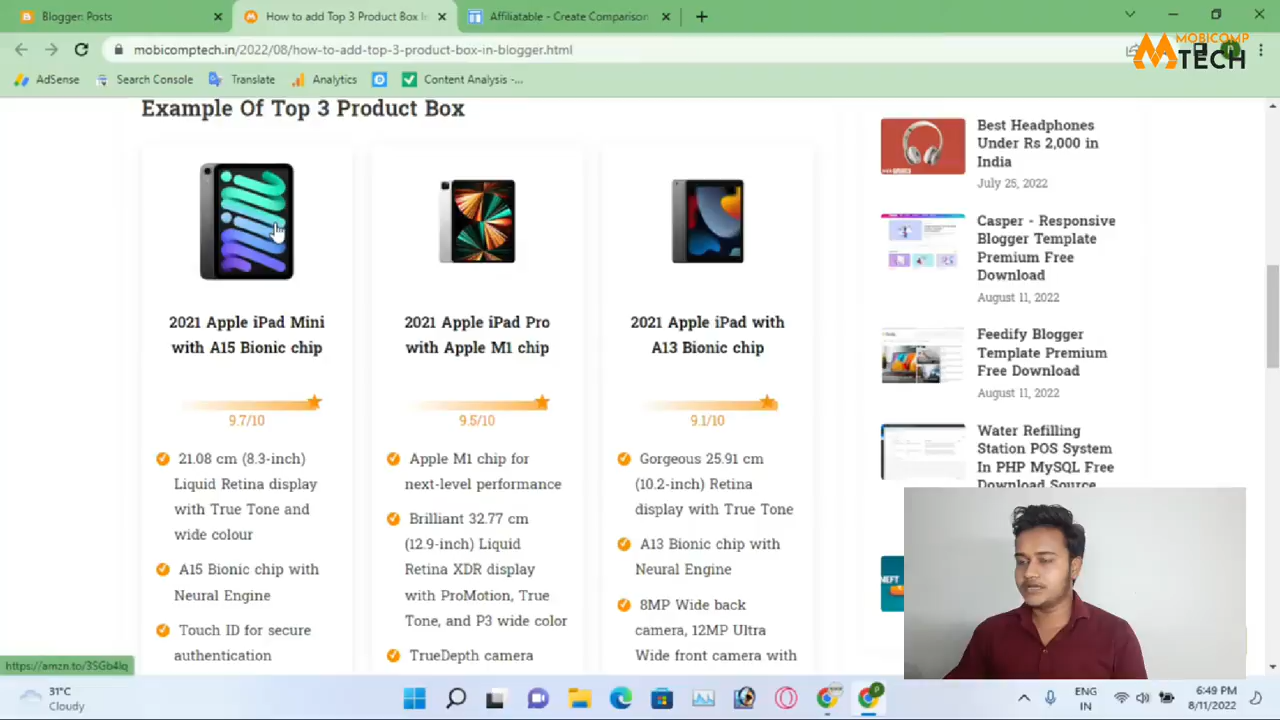 Blogger: Posts
How to add Top 3 Product Box I
Affiliatable - Create Comparison
mobicomptech.in/2022/08/how-to-add-top-3-product-box-in-blogger.html
MOBICOMP
TECH
AdSense
Search Console
Translate
Analytics
Content Analysis -...
Example Of Top 3 Product Box
2021 Apple iPad Mini
with A15 Bionic chip
9.7/10
21.08 cm (8.3-inch)
Liquid Retina display
with True Tone and
wide colour
A15 Bionic chip with
Neural Engine
Touch ID for secure
authentication
2021 Apple iPad Pro
with Apple M1 chip
9.5/10
Apple M1 chip for
next-level performance
Brilliant 32.77 cm
(12.9-inch) Liquid
Retina XDR display
with ProMotion, True
Tone, and P3 wide color
TrueDepth camera
2021 Apple iPad with
A13 Bionic chip
9.1/10
Gorgeous 25.91 cm
(10.2-inch) Retina
display with True Tone
A13 Bionic chip with
Neural Engine
8MP Wide back
camera, 12MP Ultra
Wide front camera with
Best Headphones
Under Rs 2,000 in
India
July 25, 2022
Casper - Responsive
Blogger Template
Premium Free
Download
August 11, 2022
Feedify Blogger
Template Premium
Free Download
August 11, 2022
Water Refilling
Station POS System
In PHP MySQL Free
Download Source
NEFT
https://amzn.to/3SGb4lq
31°C
Cloudy
ENG
IN
6:49 PM
8/11/2022